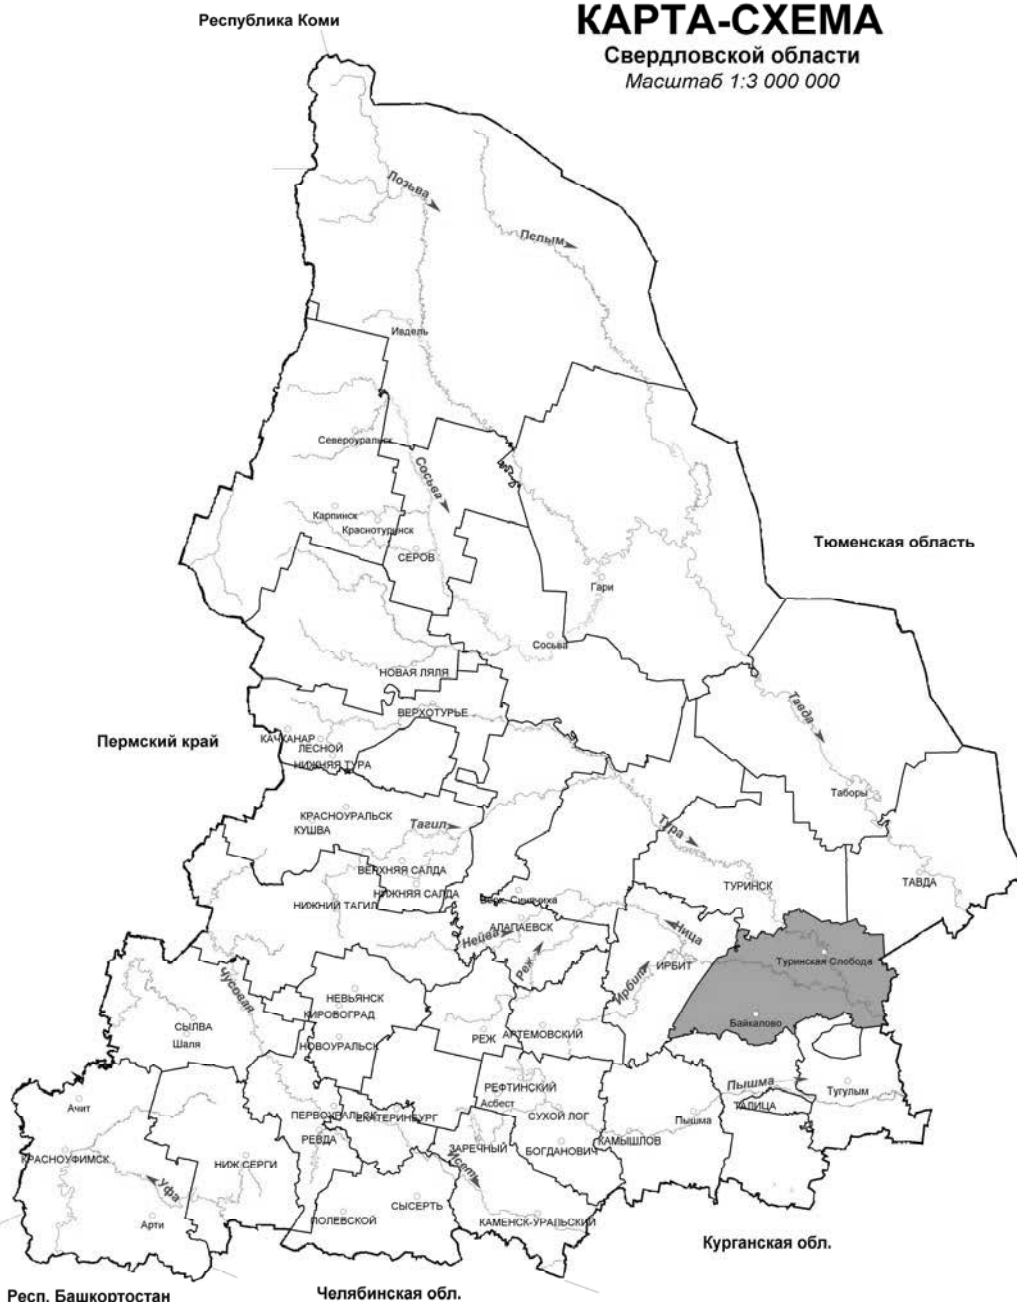 КАРТА-СХЕМА
Свердловской области
Масштаб 1:3 000 000
Республика Коми
Лозьва
Пелым
Ивдель
Североуральск
Сосьва
Карпинск
Краснотурьинск
СЕРОВ
Тюменская область
Гари
Сосьва
НОВАЯ ЛЯЛЯ
Тавда
ВЕРХОТУРЬЕ
Пермский край
КАЧКАНАР
ЛЕСНОЙ
НИЖНЯЯ ТУРА
Таборы
КРАСНОУРАЛЬСК
Тагил
Тура
КУШВА
ВЕРХНЯЯ САЛДА
ТАВДА
ТУРИНСК
НИЖНЯЯ САЛДА
Верх. Синячиха
НИЖНИЙ ТАГИЛ
АЛАПАЕВСК
Ница
Нейва
Туринская Слобода
ИРБИТ
Реж
Чусовая
Ирбит
НЕВЬЯНСК
КИРОВОГРАД
Байкалово
СЫЛВА
АРТЕМОВСКИЙ
РЕЖ
Шаля
НОВОУРАЛЬСК
РЕФТИНСКИЙ
Пышма
Тугулым
Асбест
ТАЛИЦА
Ачит
ПЕРВОУРАЛЬСК
ЕКАТЕРИНБУРГ
СУХОЙ ЛОГ
Пышма
РЕВДА
КАМЫШЛОВ
ЗАРЕЧНЫЙ
БОГДАНОВИЧ
КРАСНОУФИМСК
НИЖ.СЕРГИ
Исеть
Уфа
СЫСЕРТЬ
Арти
ПОЛЕВСКОЙ
КАМЕНСК-УРАЛЬСКИЙ
Курганская обл.
Челябинская обл.
Респ. Башкортостан